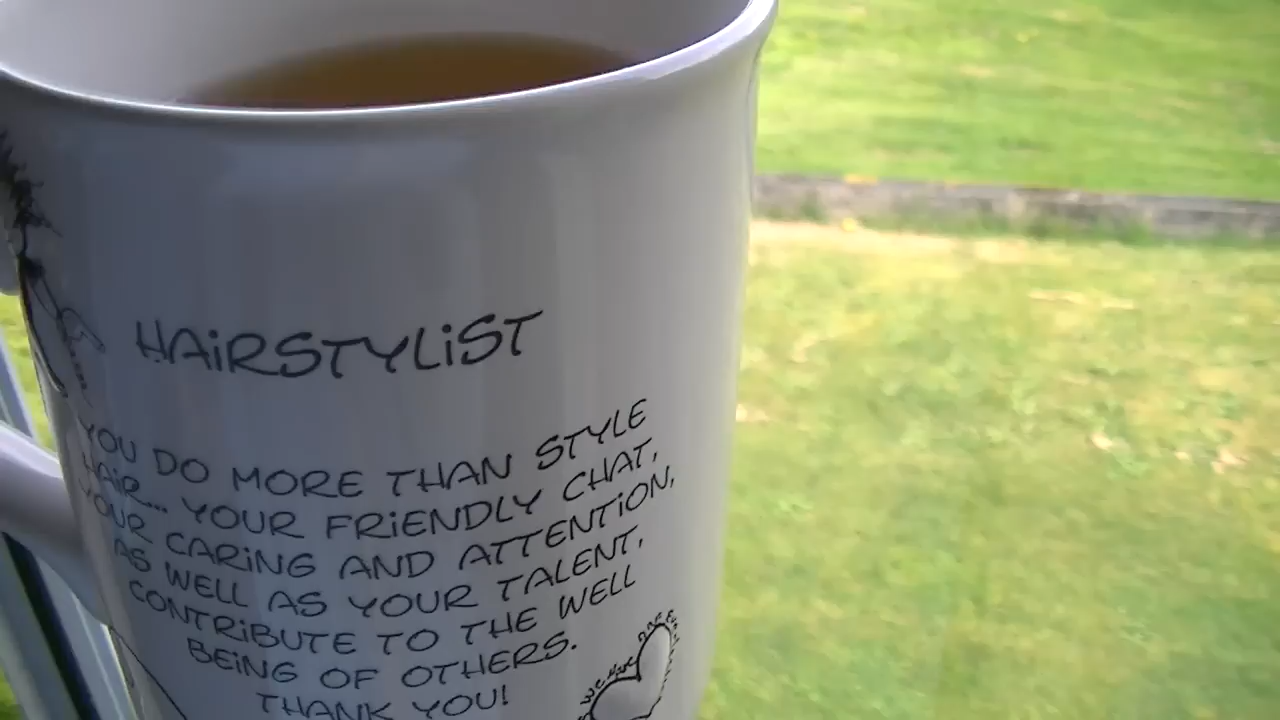 HAiRSTYLiST
YOU DO MORE THAN STYLE
HAiR... YOUR FRiENDLY CHAT,
YOUR CARiNG AND ATTENTiON,
AS WELL AS YOUR TALENT,
CONTRiBUTE TO THE WELL
BEiNG OF OTHERS.
THANK YOU!